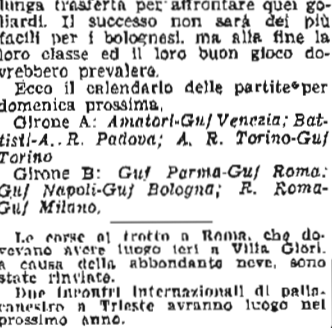 lunga trasferta per affrontare quei go-
liardi. Il successo non sarà dei più
facili per i bolognesi, ma alla fine la
loro classe ed il loro buon gioco do-
vrebbero prevalere.
Ecco il calendario delle partite per
domenica prossima,
Girone A: Amatori-Guf Venezia; Bat-
tisti-A. R. Padova; A. R. Torino-Guf
Torino
Girone B: Guf Parma-Guf Roma;
Guf Napoli-Guf Bologna; R. Roma-
Guf Milano,
Le corse al trotto a Roma, che do-
vevano avere luogo ieri a Villa Glori,
a causa della abbondante neve, sono
state rinviate.
Due incontri internazionali di palla-
canestro a Trieste avranno luogo nel
prossimo anno.